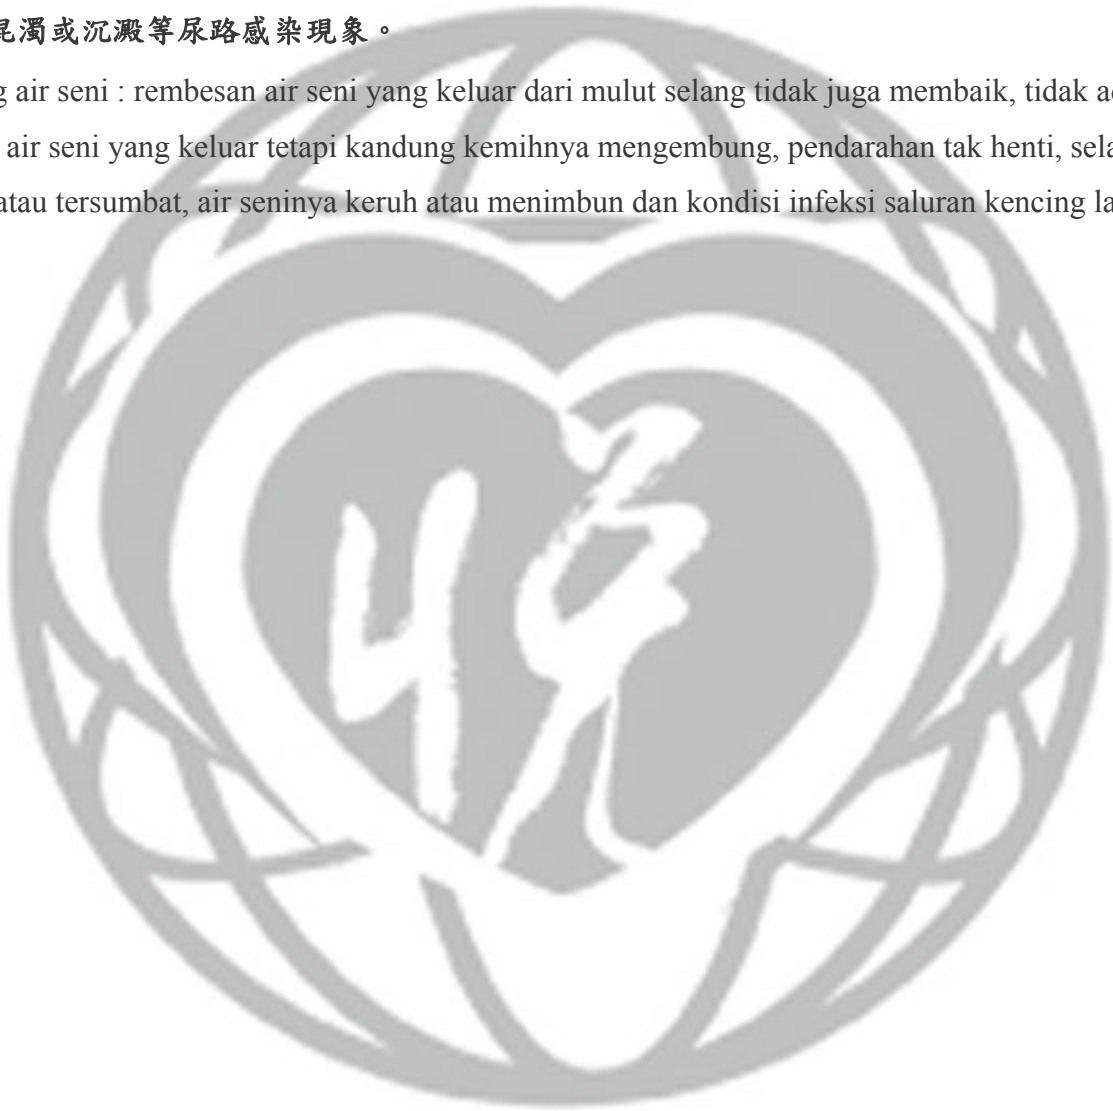 濁或沉澱等尿路感染現象。
g air seni : rembesan air seni yang keluar dari mulut selang tidak juga membaik, tidak
air seni yang keluar tetapi kandung kemihnya mengembung, pendarahan tak henti, sela
atau tersumbat, air seninya keruh atau menimbun dan kondisi infeksi saluran kencing la